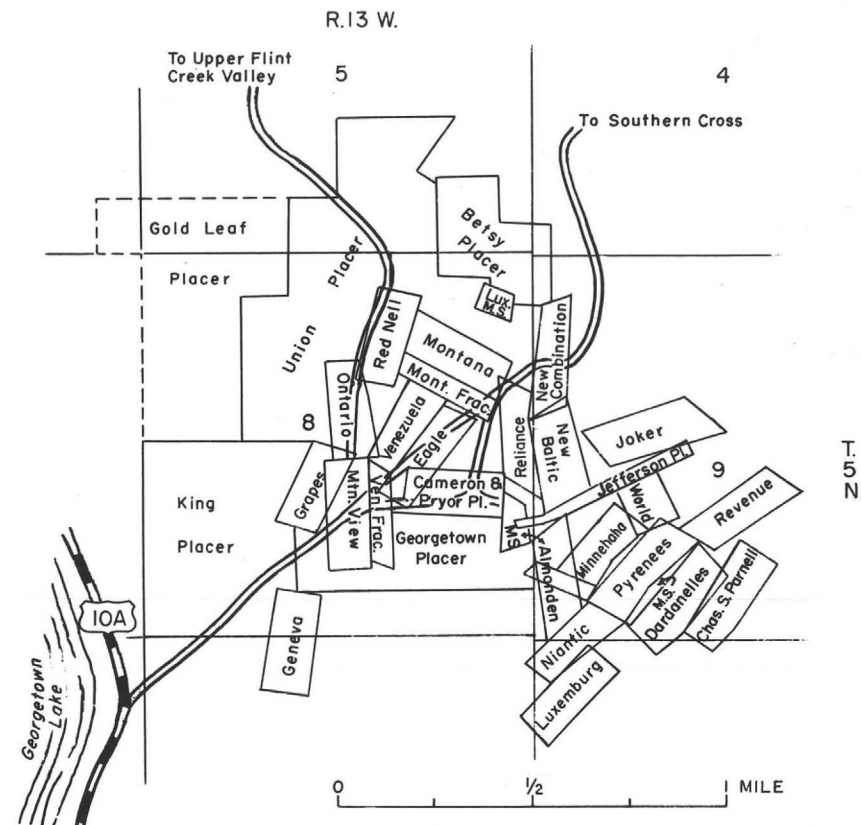 R.13 W.
To Upper Flint
Creek Valley
5
4
To Southern Cross
Gold Leaf
Placer
Betsy
Placer
Union
Placer
Lux.
M.S.
Red Nell
Montana
New
Combination
Mont. Frac.
Ontario
8
Venezuela
Eagle
Reliance
New
Baltic
Joker
Jefferson Pl.
9
T.
5
N
King
Placer
Grapes
Mtn. View
Ven. Frac.
Cameron &
Pryor Pl.
Georgetown
Placer
M.S.
Almonden
Minnehaha
World
Revenue
Pyrenees
M.S.
Dardanelles
Chas. S. Parnell
10A
Georgetown
Lake
Geneva
Niantic
Luxemburg
0
1/2
1 MILE